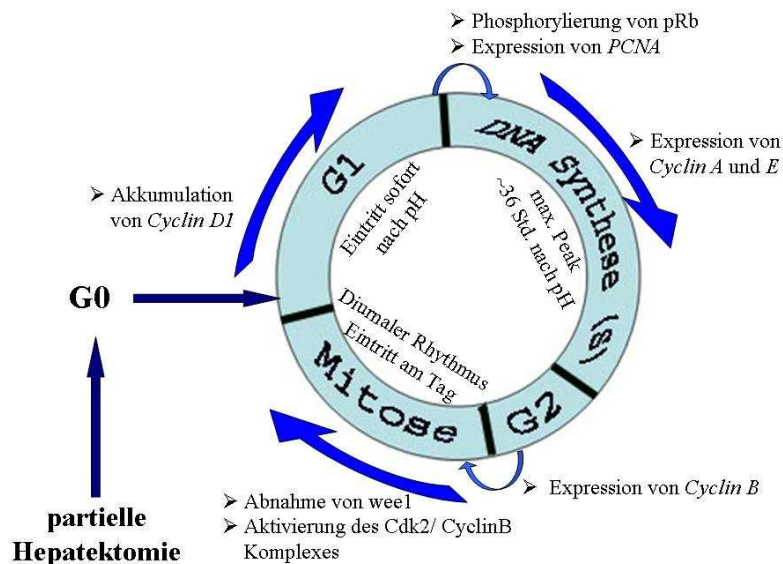 ➢ Phosphorylierung von pRb
➢ Expression von PCNA
➢ Expression von
Cyclin A und E
➢ Akkumulation
von Cyclin D1
G1
DNA Synthese (S)
Eintritt sofort
nach pH
max. Peak
~36 Std. nach pH
G0
Diurnaler Rhythmus
Eintritt am Tag
Mitose
G2
➢ Expression von Cyclin B
➢ Abnahme von wee1
➢ Aktivierung des Cdk2/ CyclinB
Komplexes
partielle
Hepatektomie